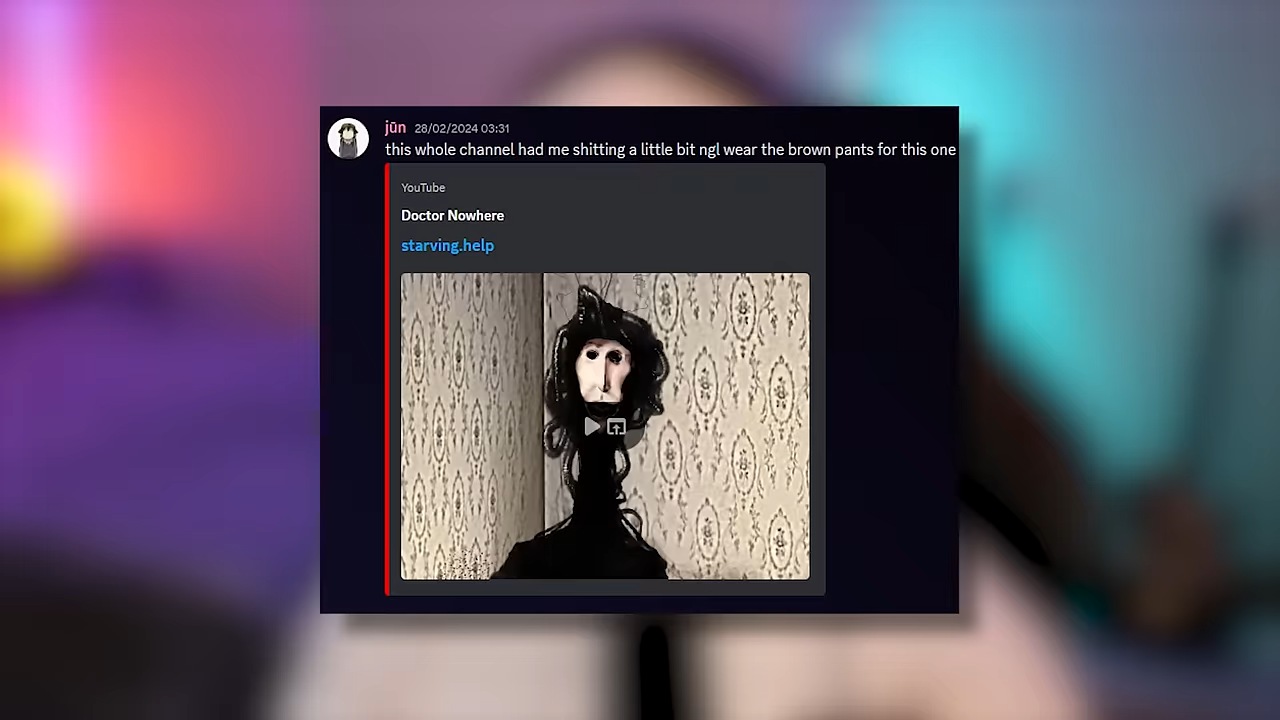 jūn 28/02/2024 03:31
this whole channel had me shitting a little bit ngl wear the brown pants for this one
YouTube
Doctor Nowhere
starving.help